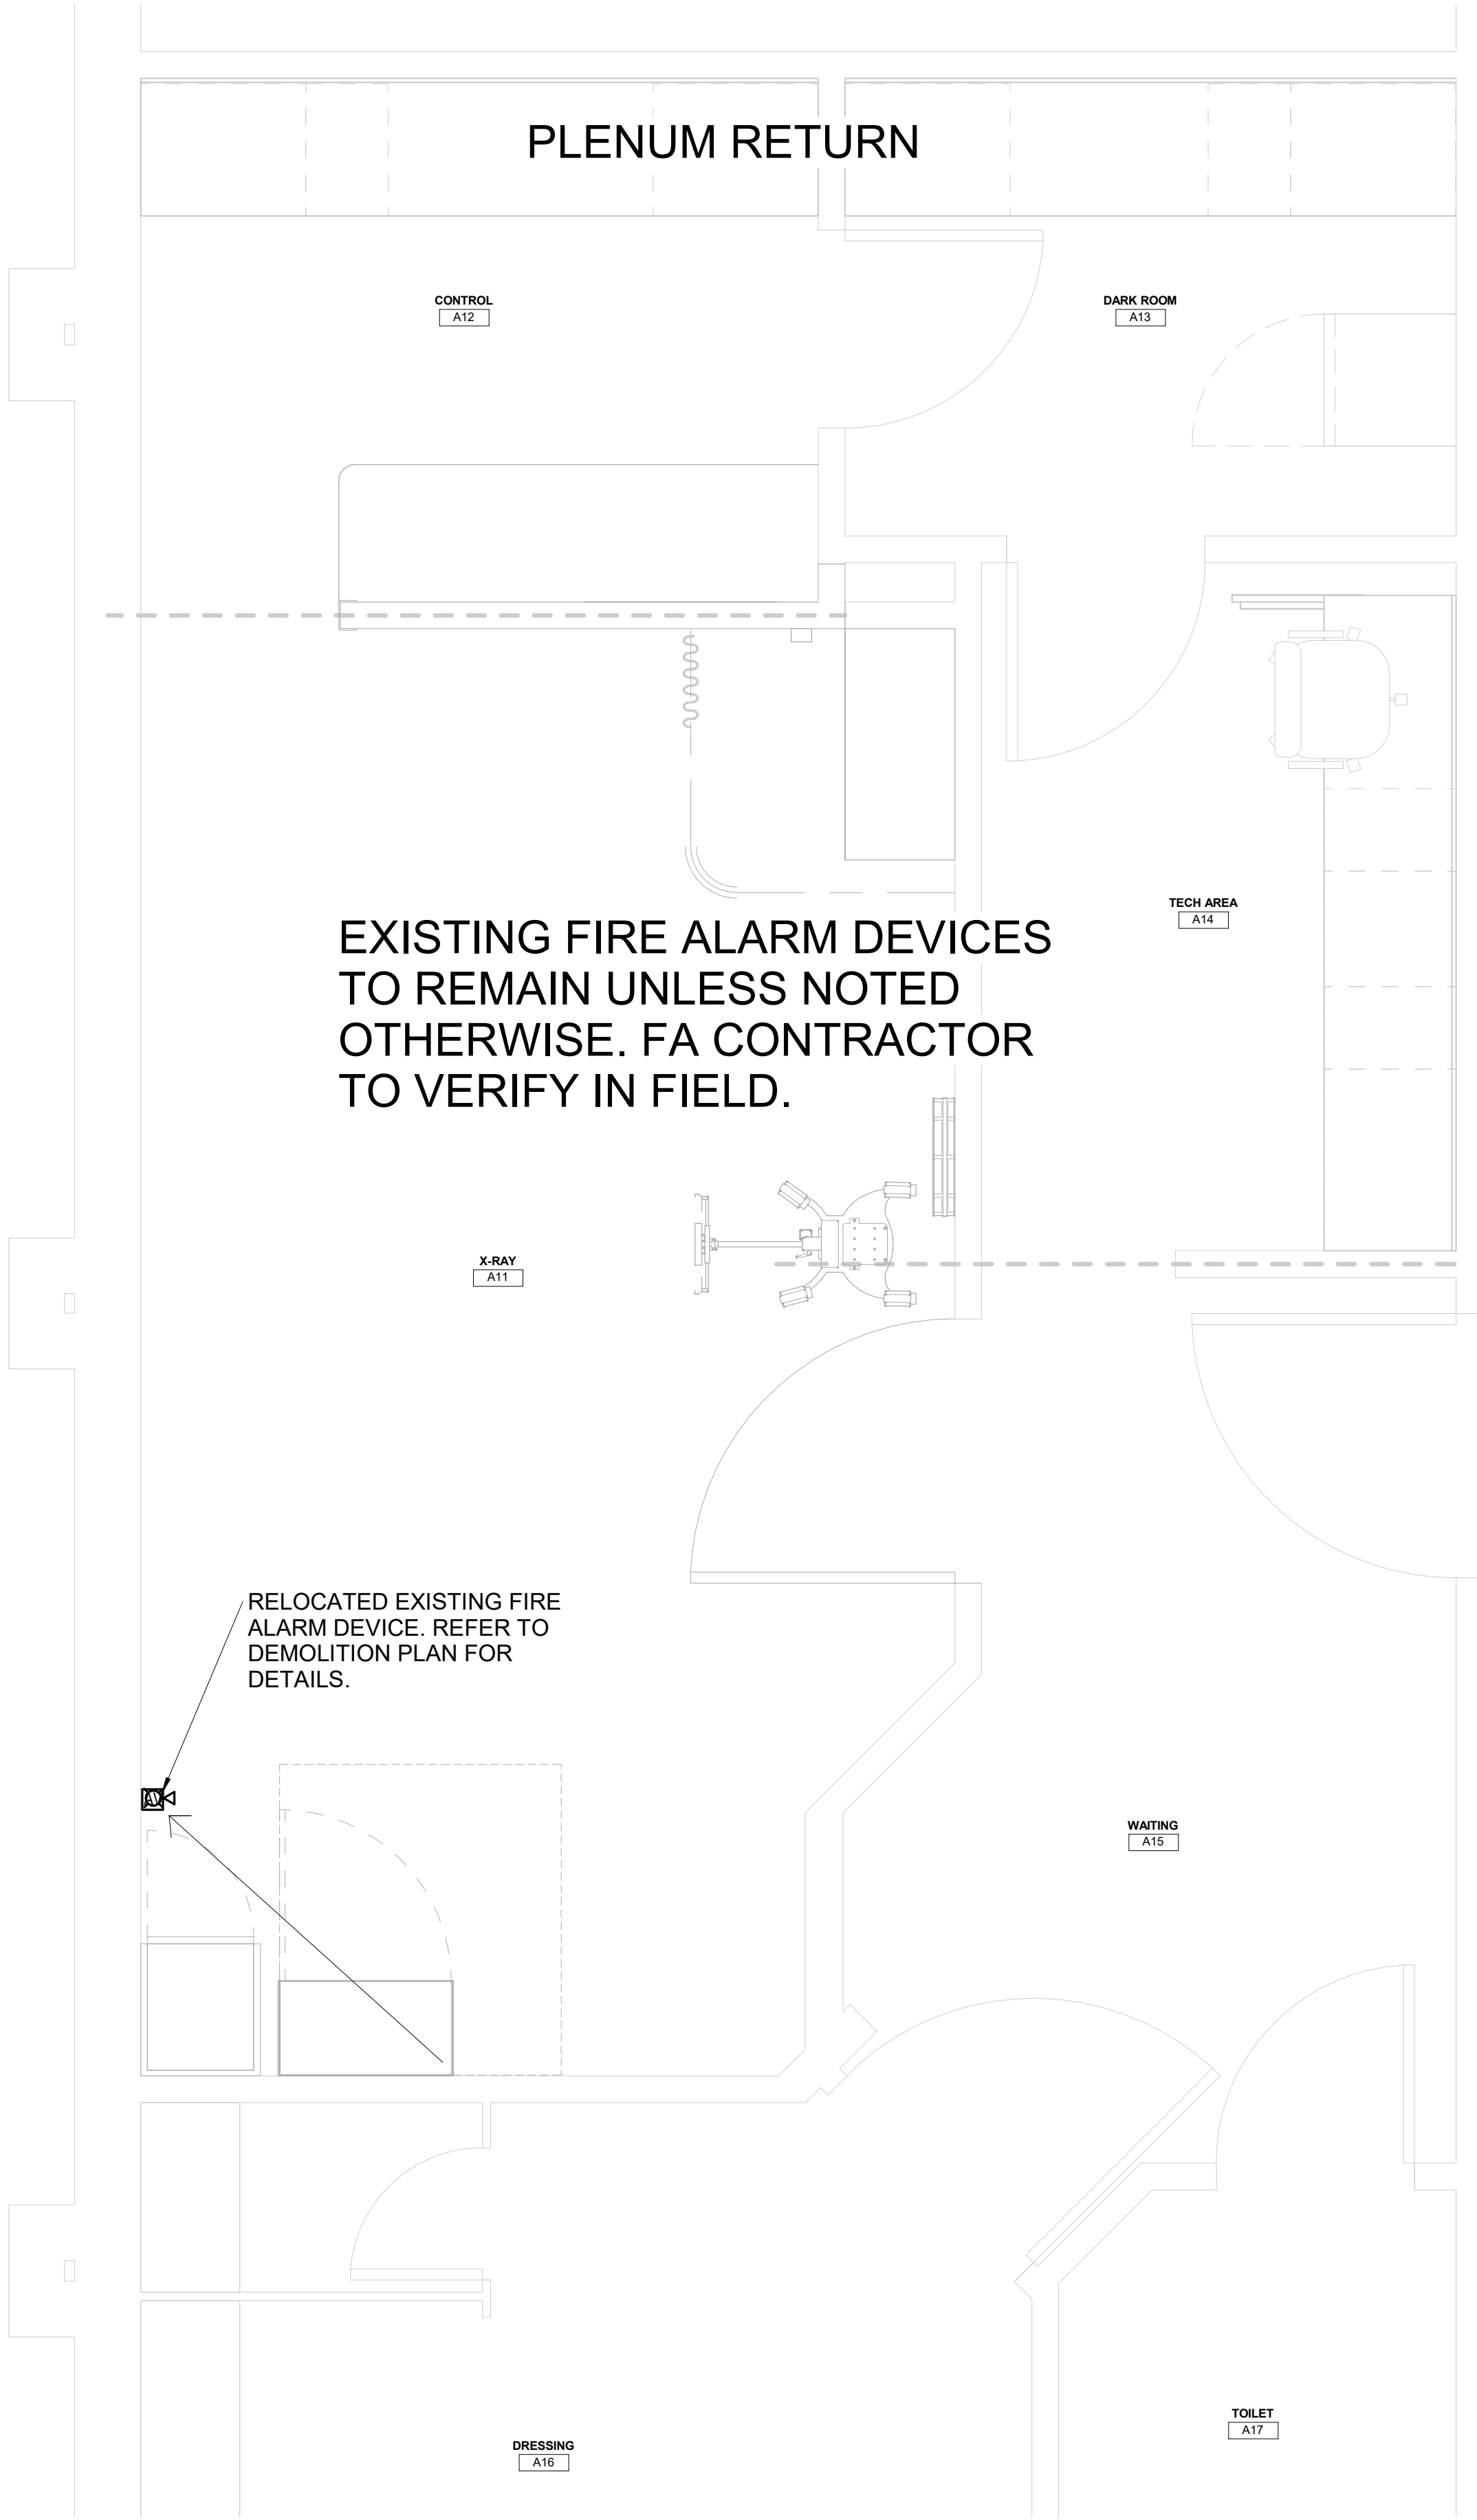 PLENUM RETURN
CONTROL
A12
DARK ROOM
A13
TECH AREA
A14
EXISTING FIRE ALARM DEVICES
TO REMAIN UNLESS NOTED
OTHERWISE. FA CONTRACTOR
TO VERIFY IN FIELD.
X-RAY
A11
RELOCATED EXISTING FIRE
ALARM DEVICE. REFER TO
DEMOLITION PLAN FOR
DETAILS.
WAITING
A15
TOILET
A17
DRESSING
A16